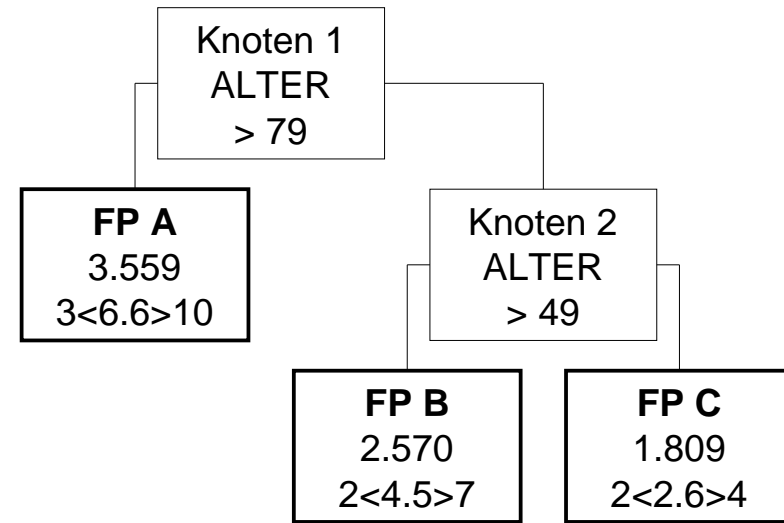 Knoten 1
ALTER
> 79
FP A
3.559
3<6.6>10
Knoten 2
ALTER
> 49
FP B
2.570
2<4.5>7
FP C
1.809
2<2.6>4